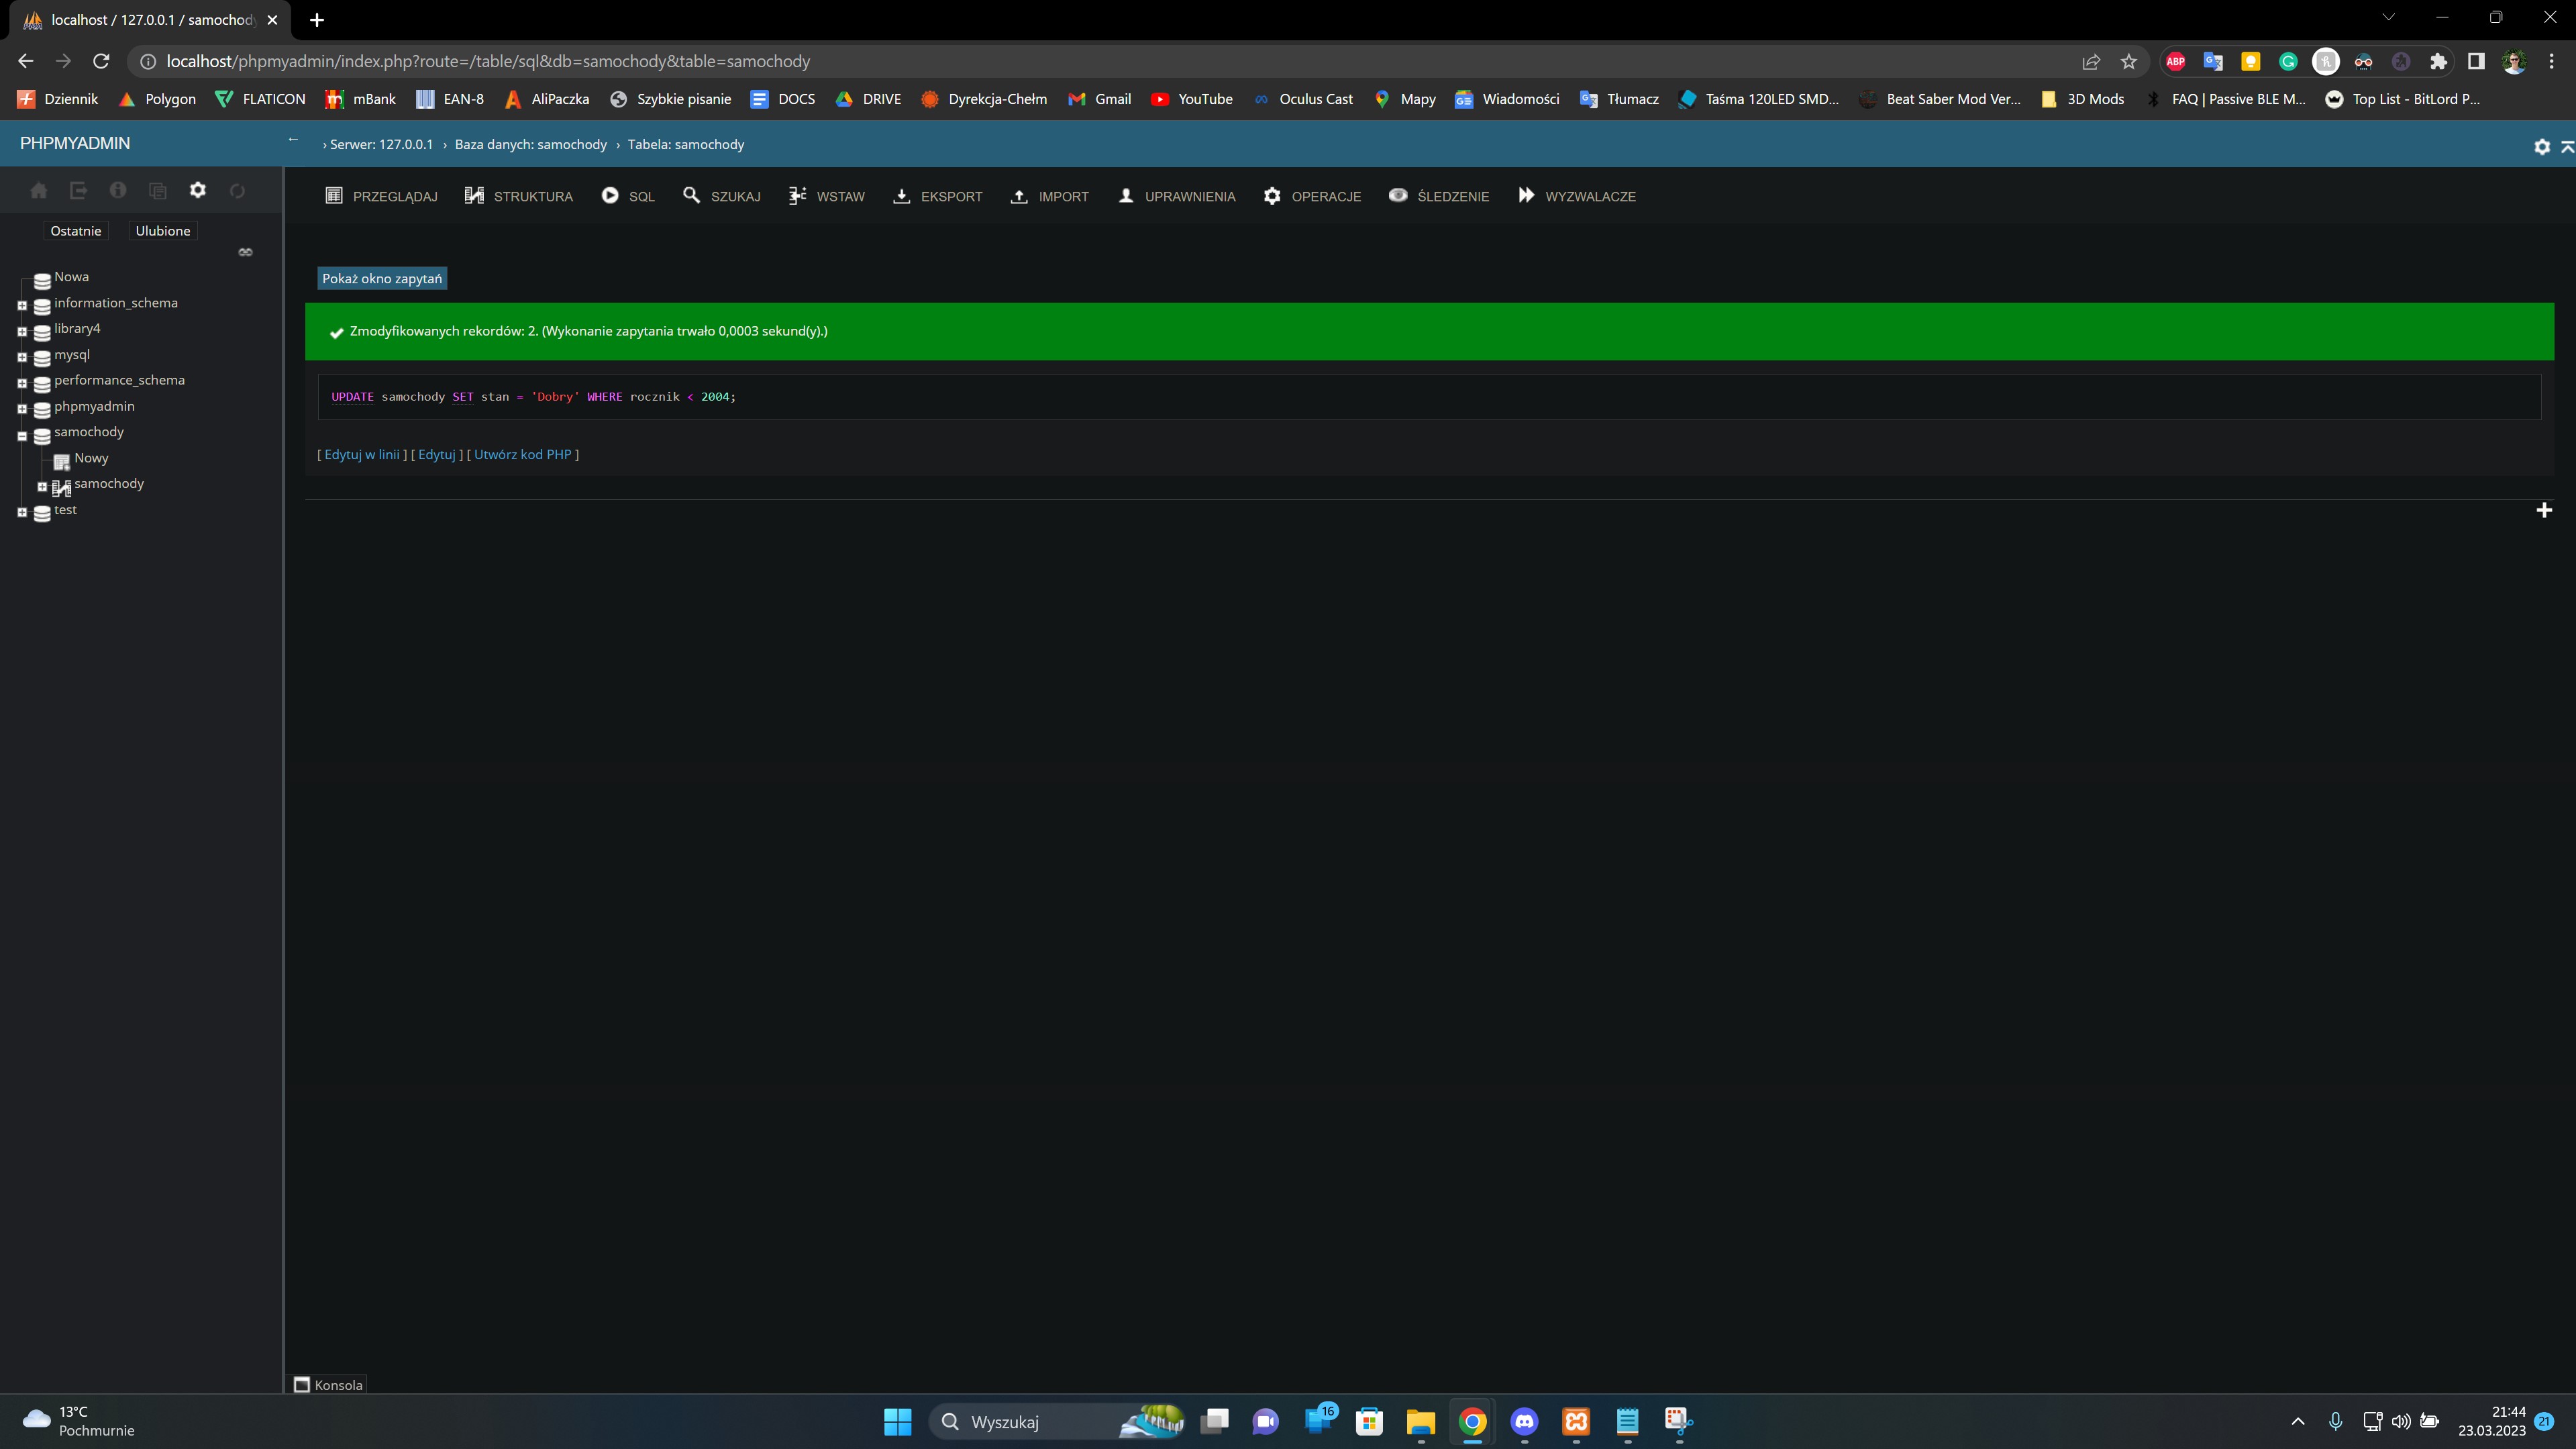 localhost / 127.0.0.1 / samochody
localhost/phpmyadmin/index.php?route=/table/sql&db=samochody&table=samochody
ABP
Dziennik Polygon FLATICON mBank EAN-8 AliPaczka Szybkie pisanie DOCS DRIVE Dyrekcja-Chełm Gmail YouTube Oculus Cast Mapy Wiadomości Tłumacz Taśma 120LED SMD... Beat Saber Mod Ver... 3D Mods FAQ | Passive BLE M... Top List - BitLord P...
PHPMYADMIN
← › Serwer: 127.0.0.1 › Baza danych: samochody › Tabela: samochody
PRZEGLĄDAJ STRUKTURA SQL SZUKAJ WSTAW EKSPORT IMPORT UPRAWNIENIA OPERACJE ŚLEDZENIE WYZWALACZE
Ostatnie Ulubione
Nowa
information_schema
library4
mysql
performance_schema
phpmyadmin
samochody
Nowy
samochody
test
Pokaż okno zapytań
Zmodyfikowanych rekordów: 2. (Wykonanie zapytania trwało 0,0003 sekund(y).)
UPDATE samochody SET stan = 'Dobry' WHERE rocznik < 2004;
[ Edytuj w linii ] [ Edytuj ] [ Utwórz kod PHP ]
Konsola
13°C
Pochmurnie
Wyszukaj
16
21:44
23.03.2023
21